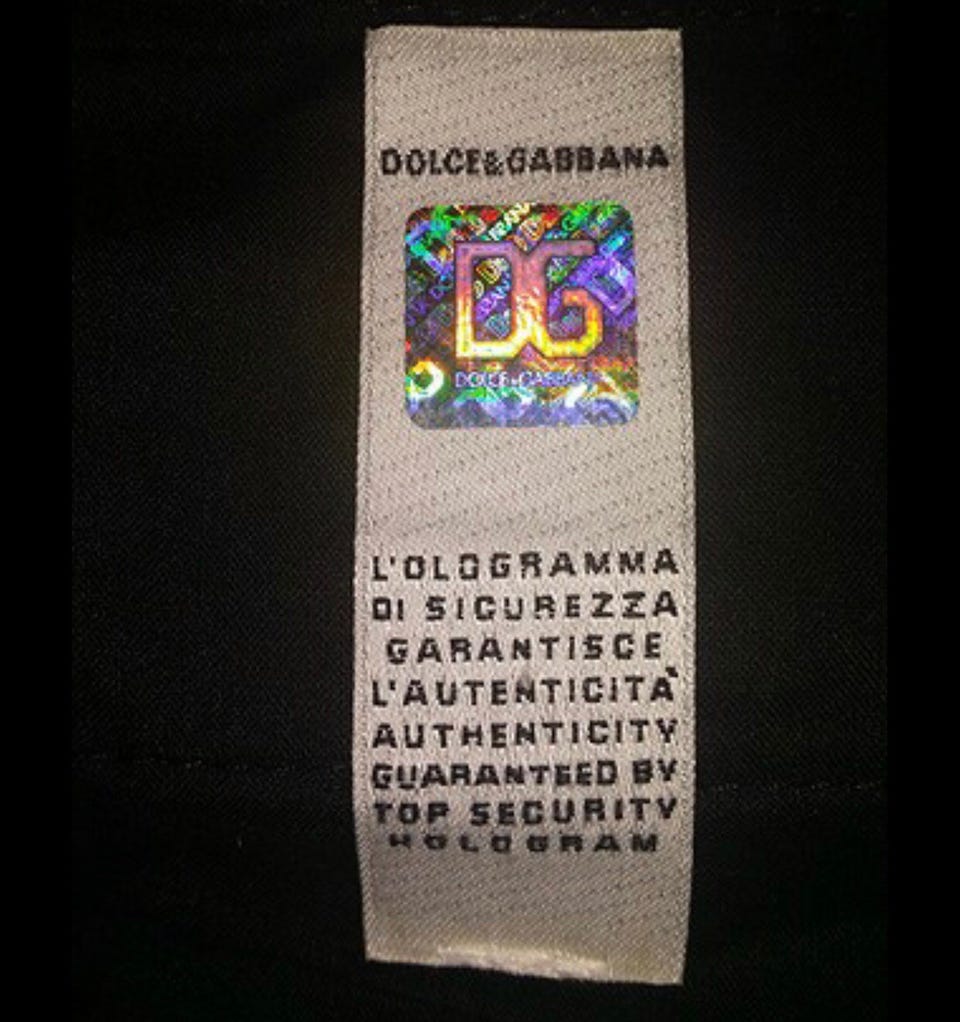 DOLCE&GABBANA
DG
DOLCE&GABBANA
L'OLOGRAMMA
DI SICUREZZA
GARANTISCE
L'AUTENTICITÀ
AUTHENTICITY
GUARANTEED BY
TOP SECURITY
HOLOGRAM